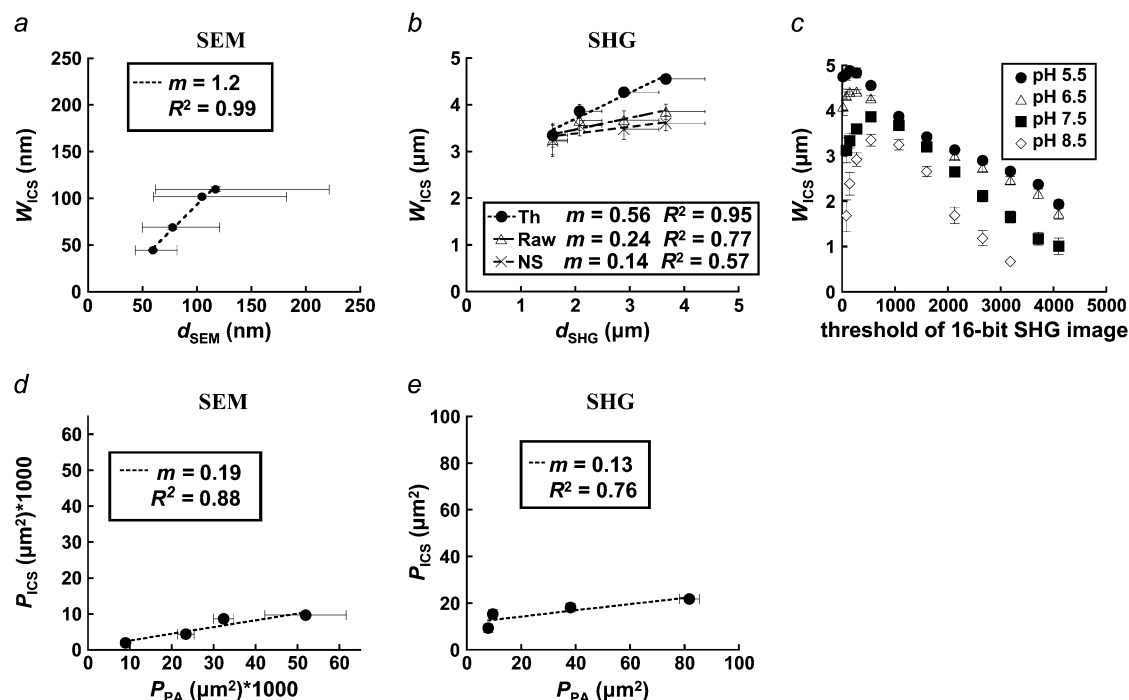 a
SEM
W_ICS (nm)
250
200
150
100
50
0
m = 1.2
R² = 0.99
0 50 100 150 200 250
d_SEM (nm)
b
SHG
W_ICS (µm)
5
4
3
2
1
0
Th m = 0.56 R² = 0.95
Raw m = 0.24 R² = 0.77
NS m = 0.14 R² = 0.57
0 1 2 3 4 5
d_SHG (µm)
c
W_ICS (µm)
5
4
3
2
1
0
pH 5.5
pH 6.5
pH 7.5
pH 8.5
0 1000 2000 3000 4000 5000
threshold of 16-bit SHG image
d
SEM
P_ICS (µm²)*1000
60
50
40
30
20
10
0
m = 0.19
R² = 0.88
0 10 20 30 40 50 60
P_PA (µm²)*1000
e
SHG
P_ICS (µm²)
100
80
60
40
20
0
m = 0.13
R² = 0.76
0 20 40 60 80 100
P_PA (µm²)